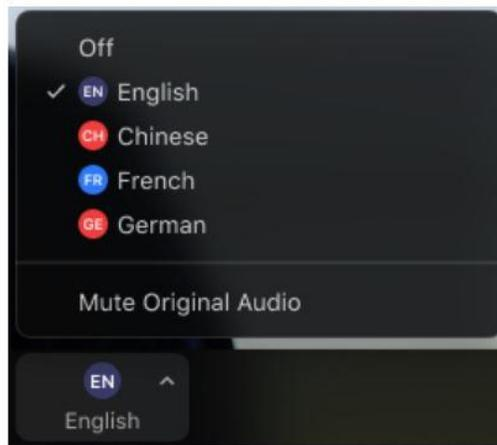 Off
EN English
CH Chinese
FR French
GE German
Mute Original Audio
EN
English